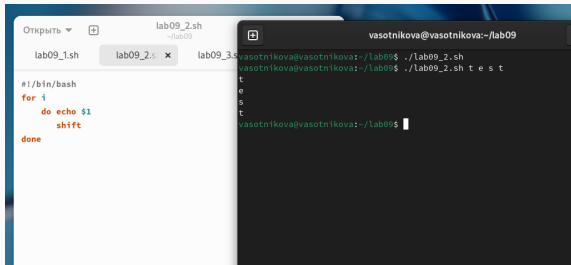 Открыть
lab09_2.sh
~/lab09
lab09_1.sh
lab09_2.s
lab09_3.s
#!/bin/bash
for i
do echo $1
shift
done
vasotnikova@vasotnikova:~/lab09
vasotnikova@vasotnikova:~/lab09$ ./lab09_2.sh
vasotnikova@vasotnikova:~/lab09$ ./lab09_2.sh t e s t
t
e
s
t
vasotnikova@vasotnikova:~/lab09$